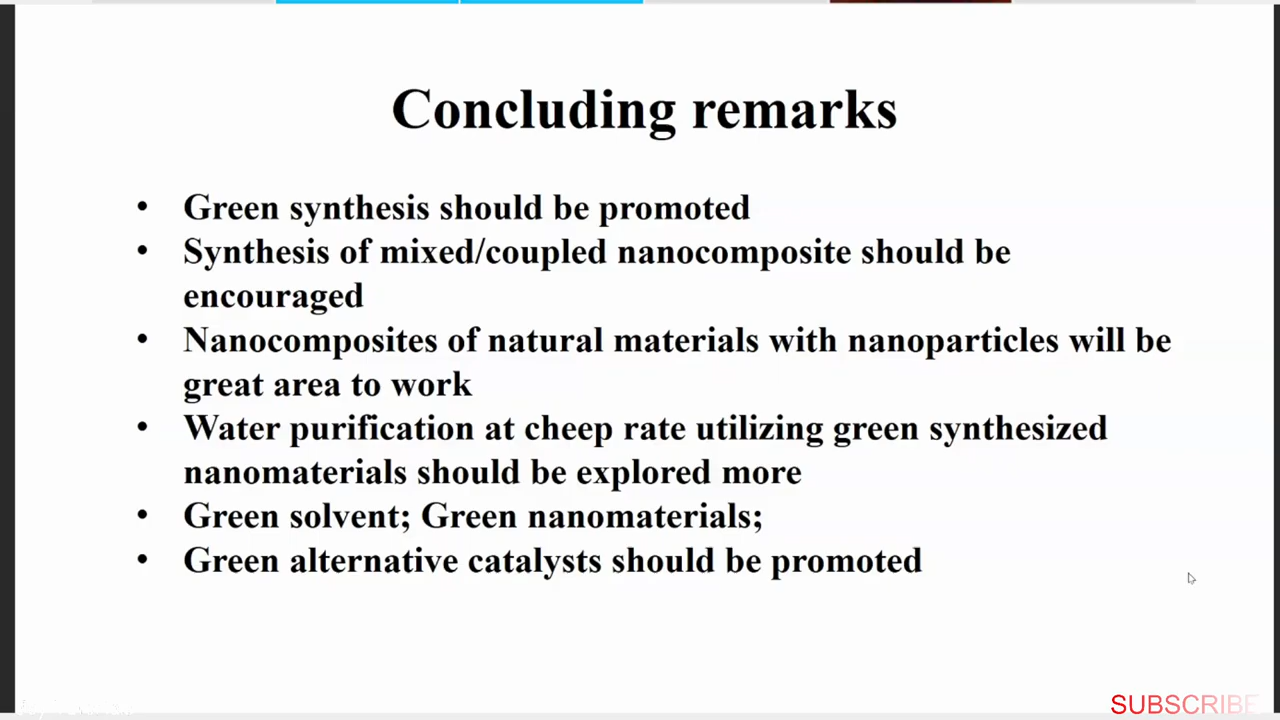 Concluding remarks
• Green synthesis should be promoted
• Synthesis of mixed/coupled nanocomposite should be
encouraged
• Nanocomposites of natural materials with nanoparticles will be
great area to work
• Water purification at cheep rate utilizing green synthesized
nanomaterials should be explored more
• Green solvent; Green nanomaterials;
• Green alternative catalysts should be promoted
SUBSCRIBE